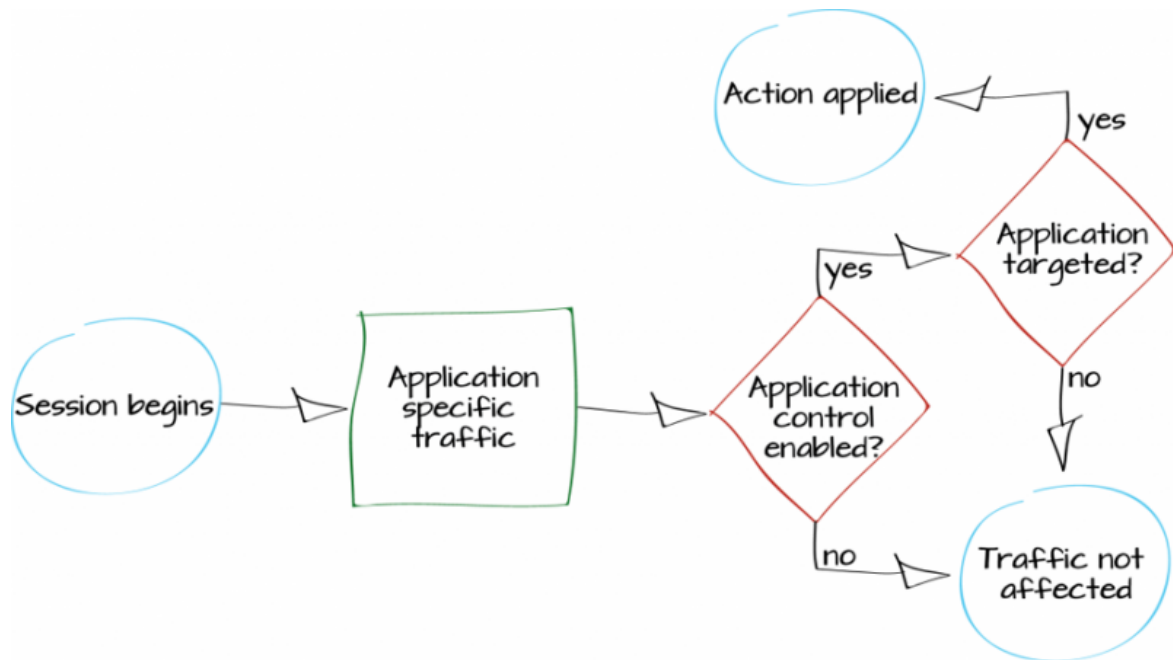 Session begins
Application
specific
traffic
Application
control
enabled?
yes
no
Application
targeted?
yes
no
Action applied
Traffic not
affected